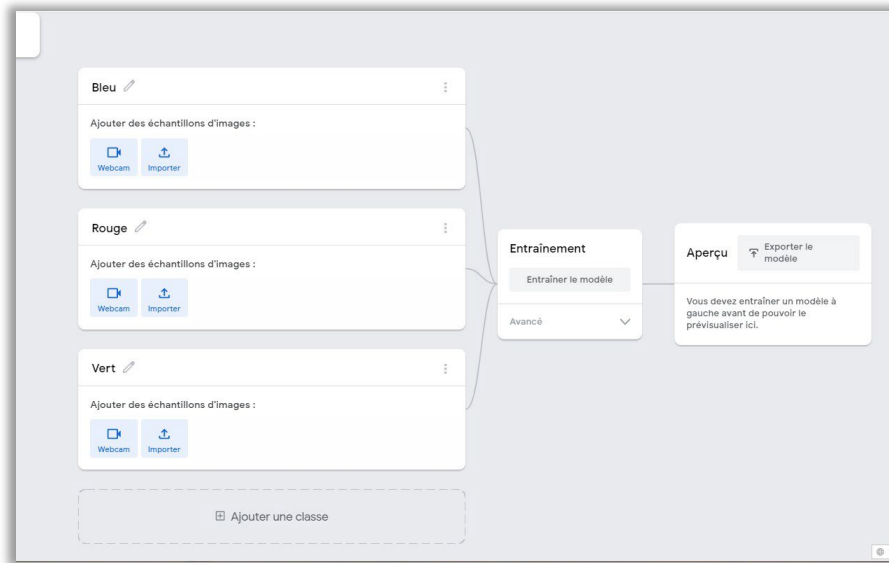 Bleu
Ajouter des échantillons d'images :
Webcam
Importer
Rouge
Ajouter des échantillons d'images :
Webcam
Importer
Vert
Ajouter des échantillons d'images :
Webcam
Importer
Ajouter une classe
Entraînement
Entraîner le modèle
Avancé
Aperçu
Exporter le
modèle
Vous devez entraîner un modèle à
gauche avant de pouvoir le
prévisualiser ici.